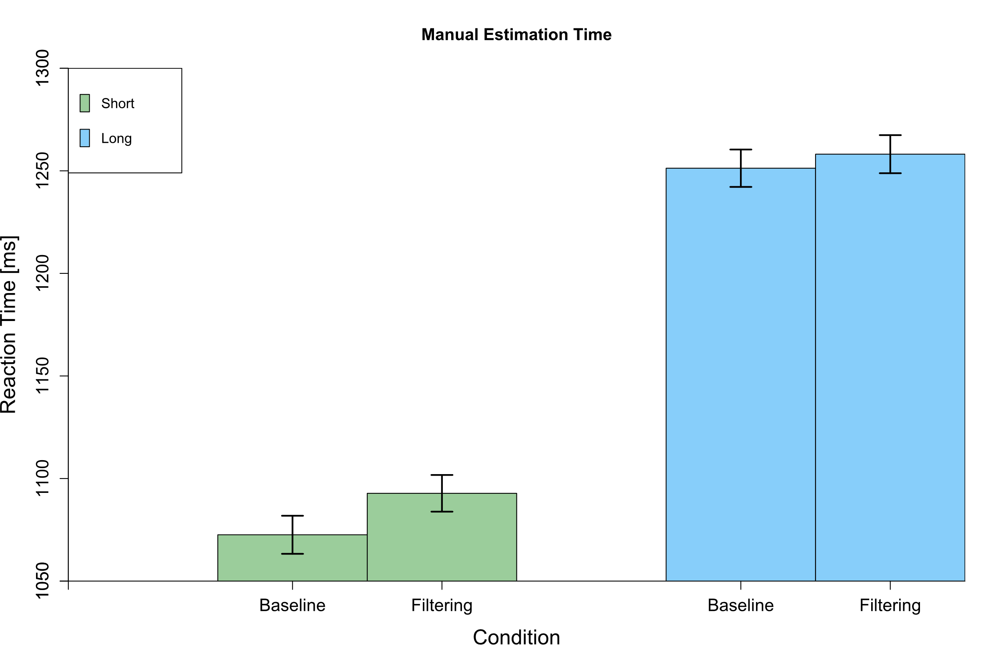 Manual Estimation Time
Short
Long
Reaction Time [ms]
1300
1250
1200
1150
1100
1050
Baseline Filtering Baseline Filtering
Condition